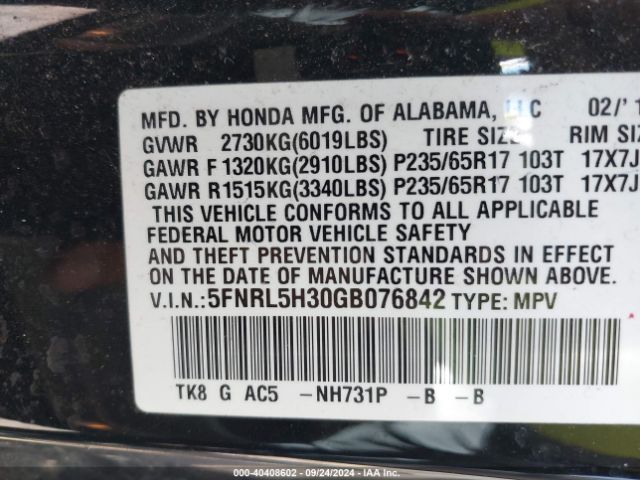 MFD. BY HONDA MFG. OF ALABAMA, LLC 02/' 1
GVWR 2730KG(6019LBS) TIRE SIZE RIM SIZE
GAWR F 1320KG(2910LBS) P235/65R17 103T 17X7J
GAWR R 1515KG(3340LBS) P235/65R17 103T 17X7J
THIS VEHICLE CONFORMS TO ALL APPLICABLE
FEDERAL MOTOR VEHICLE SAFETY
AND THEFT PREVENTION STANDARDS IN EFFECT
ON THE DATE OF MANUFACTURE SHOWN ABOVE.
V.I.N.: 5FNRL5H30GB076842 TYPE: MPV
TK8 G AC5 -NH731P -B -B
000-40408602 - 09/24/2024 - IAA Inc.